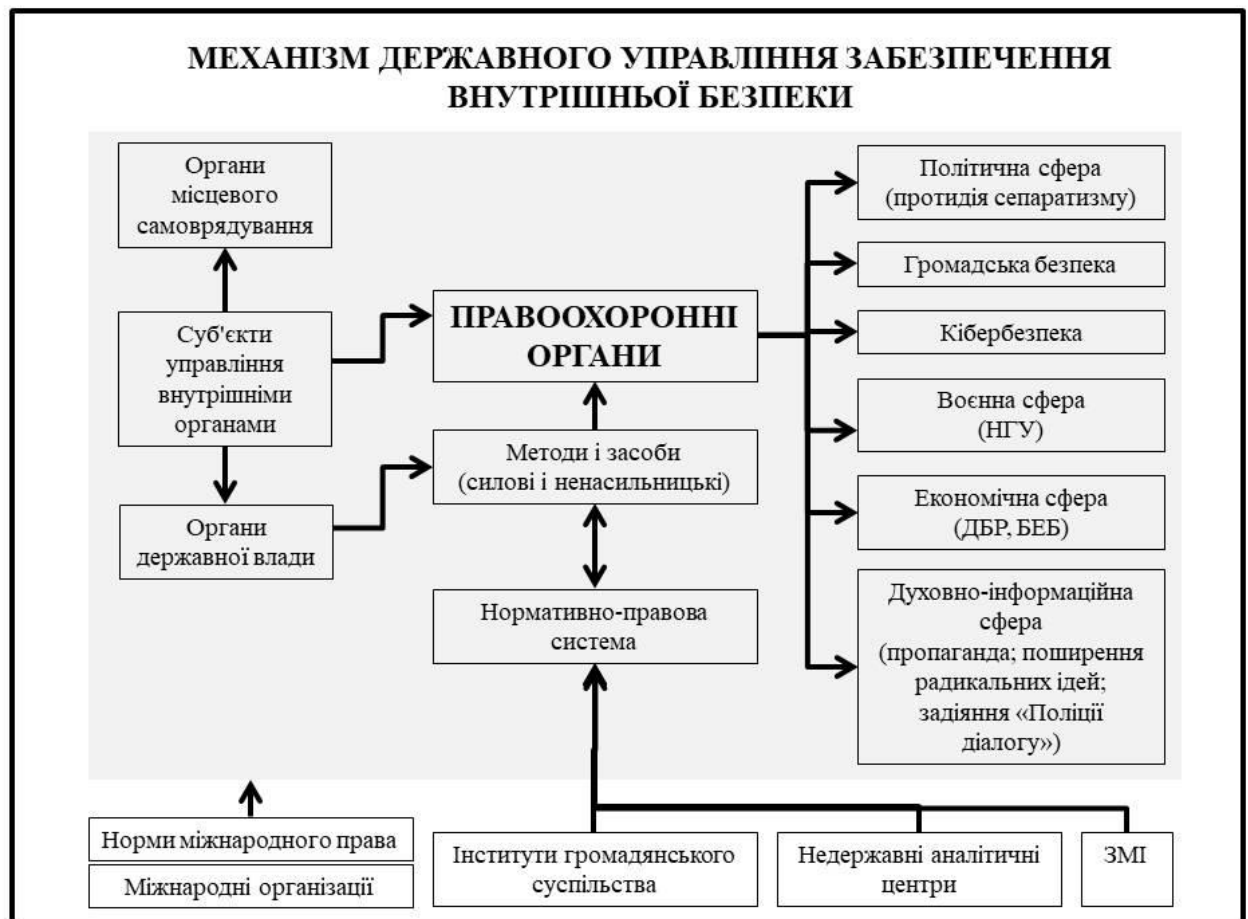 МЕХАНІЗМ ДЕРЖАВНОГО УПРАВЛІННЯ ЗАБЕЗПЕЧЕННЯ
ВНУТРІШНЬОЇ БЕЗПЕКИ
Органи
місцевого
самоврядування
Суб'єкти
управління
внутрішніми
органами
Органи
державної влади
ПРАВООХОРОННІ
ОРГАНИ
Методи і засоби
(силові і ненасильницькі)
Нормативно-правова
система
Політична сфера
(протидія сепаратизму)
Громадська безпека
Кібербезпека
Воєнна сфера
(НГУ)
Економічна сфера
(ДБР, БЕБ)
Духовно-інформаційна
сфера
(пропаганда; поширення
радикальних ідей;
задіяння «Поліції
діалогу»)
Норми міжнародного права
Міжнародні організації
Інститути громадянського
суспільства
Недержавні аналітичні
центри
ЗМІ